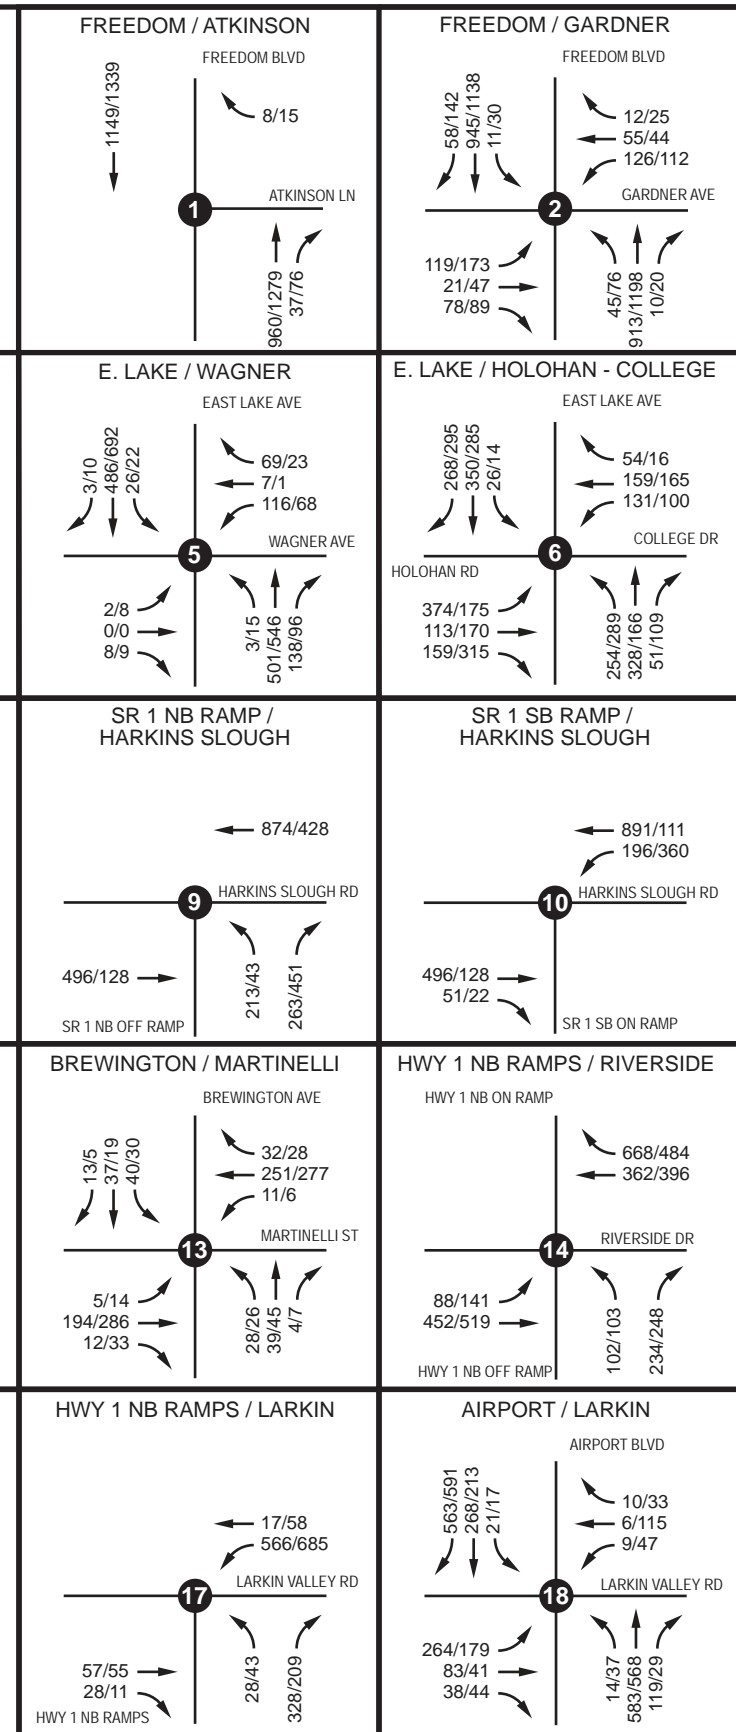 FREEDOM / ATKINSON
FREEDOM BLVD
1149/1339
8/15
ATKINSON LN
1
960/1279
37/76
FREEDOM / GARDNER
FREEDOM BLVD
58/142
945/1138
11/30
12/25
55/44
126/112
GARDNER AVE
2
119/173
21/47
78/89
45/76
913/1198
10/20
E. LAKE / WAGNER
EAST LAKE AVE
3/10
486/692
26/22
69/23
7/1
116/68
WAGNER AVE
5
2/8
0/0
8/9
3/15
501/546
138/96
E. LAKE / HOLOHAN - COLLEGE
EAST LAKE AVE
268/295
350/285
26/14
54/16
159/165
131/100
COLLEGE DR
6
HOLOHAN RD
374/175
113/170
159/315
254/289
328/166
51/109
SR 1 NB RAMP /
HARKINS SLOUGH
874/428
HARKINS SLOUGH RD
9
496/128
213/43
263/451
SR 1 NB OFF RAMP
SR 1 SB RAMP /
HARKINS SLOUGH
891/111
196/360
HARKINS SLOUGH RD
10
496/128
51/22
SR 1 SB ON RAMP
BREWINGTON / MARTINELLI
BREWINGTON AVE
13/5
37/19
40/30
32/28
251/277
11/6
MARTINELLI ST
13
5/14
194/286
12/33
28/26
39/45
4/7
HWY 1 NB RAMPS / RIVERSIDE
HWY 1 NB ON RAMP
668/484
362/396
RIVERSIDE DR
14
88/141
452/519
102/103
234/248
HWY 1 NB OFF RAMP
HWY 1 NB RAMPS / LARKIN
17/58
566/685
LARKIN VALLEY RD
17
57/55
28/11
28/43
328/209
HWY 1 NB RAMPS
AIRPORT / LARKIN
AIRPORT BLVD
563/591
268/213
21/17
10/33
6/115
9/47
LARKIN VALLEY RD
18
264/179
83/41
38/44
14/37
583/568
119/29